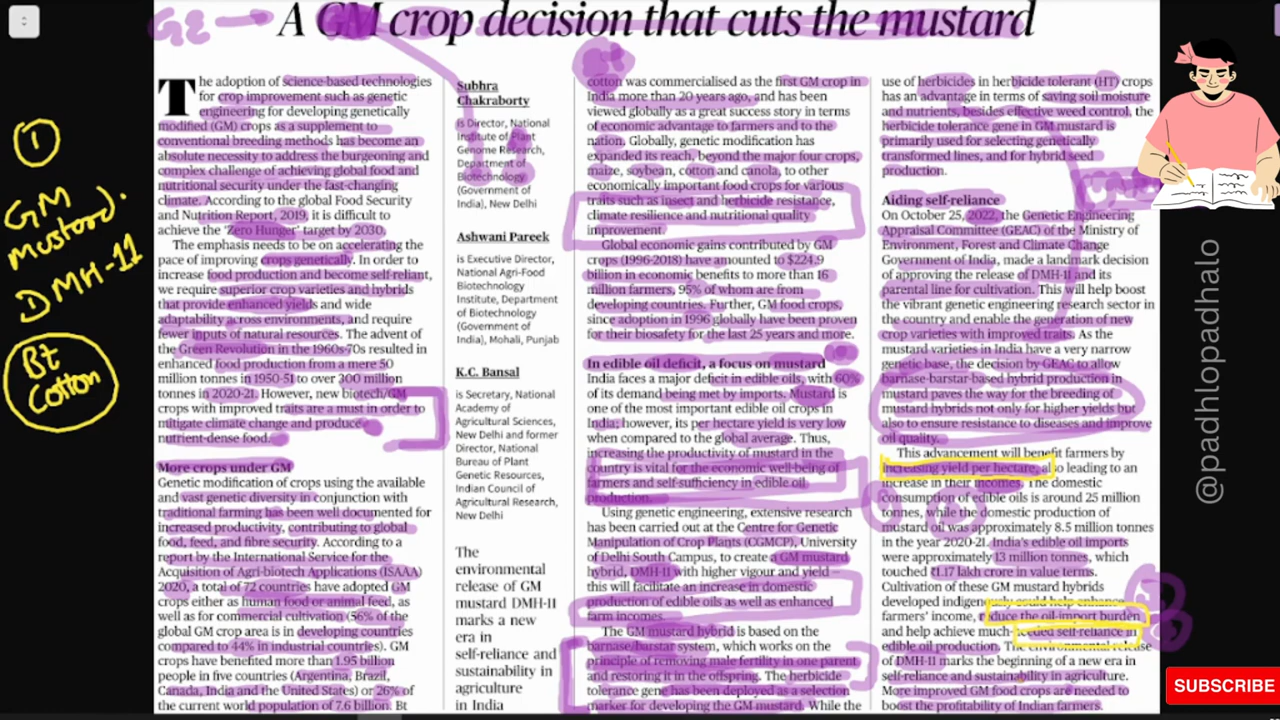 G2 →
A GM crop decision that cuts the mustard
①
GM
mustard.
DMH-11
Bt
Cotton
The adoption of science-based technologies
for crop improvement such as genetic
engineering for developing genetically
modified (GM) crops as a supplement to
conventional breeding methods has become an
absolute necessity to address the burgeoning and
complex challenge of achieving global food and
nutritional security under the fast-changing
climate. According to the global Food Security
and Nutrition Report, 2019, it is difficult to
achieve the 'Zero Hunger' target by 2030.
The emphasis needs to be on accelerating the
pace of improving crops genetically. In order to
increase food production and become self-reliant,
we require superior crop varieties and hybrids
that provide enhanced yields and wide
adaptability across environments, and require
fewer inputs of natural resources. The advent of
the Green Revolution in the 1960s-70s resulted in
enhanced food production from a mere 50
million tonnes in 1950-51 to over 300 million
tonnes in 2020-21. However, new biotech/GM
crops with improved traits are a must in order to
mitigate climate change and produce
nutrient-dense food.
More crops under GM
Genetic modification of crops using the available
and vast genetic diversity in conjunction with
traditional farming has been well documented for
increased productivity, contributing to global
food, feed, and fibre security. According to a
report by the International Service for the
Acquisition of Agri-biotech Applications (ISAAA)
2020, a total of 72 countries have adopted GM
crops either as human food or animal feed, as
well as for commercial cultivation (56% of the
global GM crop area is in developing countries
compared to 44% in industrial countries). GM
crops have benefited more than 1.95 billion
people in five countries (Argentina, Brazil,
Canada, India and the United States) or 26% of
the current world population of 7.6 billion. Bt
Subhra
Chakraborty
is Director, National
Institute of Plant
Genome Research,
Department of
Biotechnology
(Government of
India), New Delhi
Ashwani Pareek
is Executive Director,
National Agri-Food
Biotechnology
Institute, Department
of Biotechnology
(Government of
India), Mohali, Punjab
K.C. Bansal
is Secretary, National
Academy of
Agricultural Sciences,
New Delhi and former
Director, National
Bureau of Plant
Genetic Resources,
Indian Council of
Agricultural Research,
New Delhi
The
environmental
release of GM
mustard DMH-11
marks a new
era in
self-reliance and
sustainability in
agriculture
in India
cotton was commercialised as the first GM crop in
India more than 20 years ago, and has been
viewed globally as a great success story in terms
of economic advantage to farmers and to the
nation. Globally, genetic modification has
expanded its reach, beyond the major four crops,
maize, soybean, cotton and canola, to other
economically important food crops for various
traits such as insect and herbicide resistance,
climate resilience and nutritional quality
improvement.
Global economic gains contributed by GM
crops (1996-2018) have amounted to $224.9
billion in economic benefits to more than 16
million farmers, 95% of whom are from
developing countries. Further, GM food crops,
since adoption in 1996 globally have been proven
for their biosafety for the last 25 years and more.
In edible oil deficit, a focus on mustard
India faces a major deficit in edible oils, with 60%
of its demand being met by imports. Mustard is
one of the most important edible oil crops in
India; however, its per hectare yield is very low
when compared to the global average. Thus,
increasing the productivity of mustard in the
country is vital for the economic well-being of
farmers and self-sufficiency in edible oil
production.
Using genetic engineering, extensive research
has been carried out at the Centre for Genetic
Manipulation of Crop Plants (CGMCP), University
of Delhi South Campus, to create a GM mustard
hybrid, DMH-11 with higher vigour and yield —
this will facilitate an increase in domestic
production of edible oils as well as enhanced
farm incomes.
The GM mustard hybrid is based on the
barnase/barstar system, which works on the
principle of removing male fertility in one parent
and restoring it in the offspring. The herbicide
tolerance gene has been deployed as a selection
marker for developing the GM mustard. While the
use of herbicides in herbicide tolerant (HT) crops
has an advantage in terms of saving soil moisture
and nutrients, besides effective weed control, the
herbicide tolerance gene in GM mustard is
primarily used for selecting genetically
transformed lines, and for hybrid seed
production.
Aiding self-reliance
On October 25, 2022, the Genetic Engineering
Appraisal Committee (GEAC) of the Ministry of
Environment, Forest and Climate Change
Government of India, made a landmark decision
of approving the release of DMH-11 and its
parental line for cultivation. This will help boost
the vibrant genetic engineering research sector in
the country and enable the generation of new
crop varieties with improved traits. As the
mustard varieties in India have a very narrow
genetic base, the decision by GEAC to allow
barnase-barstar-based hybrid production in
mustard paves the way for the breeding of
mustard hybrids not only for higher yields but
also to ensure resistance to diseases and improve
oil quality.
This advancement will benefit farmers by
increasing yield per hectare, also leading to an
increase in their incomes. The domestic
consumption of edible oils is around 25 million
tonnes, while the domestic production of
mustard oil was approximately 8.5 million tonnes
in the year 2020-21. India's edible oil imports
were approximately 13 million tonnes, which
touched ₹1.17 lakh crore in value terms.
Cultivation of these GM mustard hybrids
developed indigenously could help enhance
farmers' income, reduce the oil-import burden
and help achieve much-needed self-reliance in
edible oil production. The environmental release
of DMH-11 marks the beginning of a new era in
self-reliance and sustainability in agriculture.
More improved GM food crops are needed to
boost the profitability of Indian farmers.
@padhlopadhalo
SUBSCRIBE